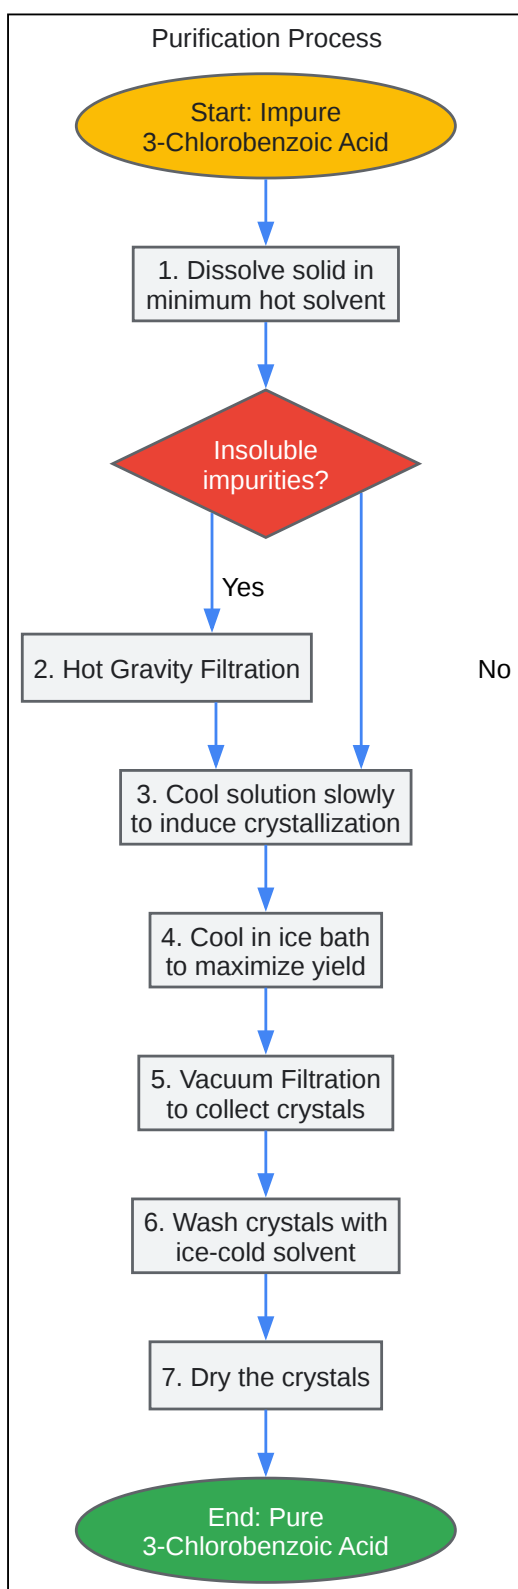 Purification Process
Start: Impure
3-Chlorobenzoic Acid
1. Dissolve solid in
minimum hot solvent
Insoluble
impurities?
Yes
2. Hot Gravity Filtration
No
3. Cool solution slowly
to induce crystallization
4. Cool in ice bath
to maximize yield
5. Vacuum Filtration
to collect crystals
6. Wash crystals with
ice-cold solvent
7. Dry the crystals
End: Pure
3-Chlorobenzoic Acid